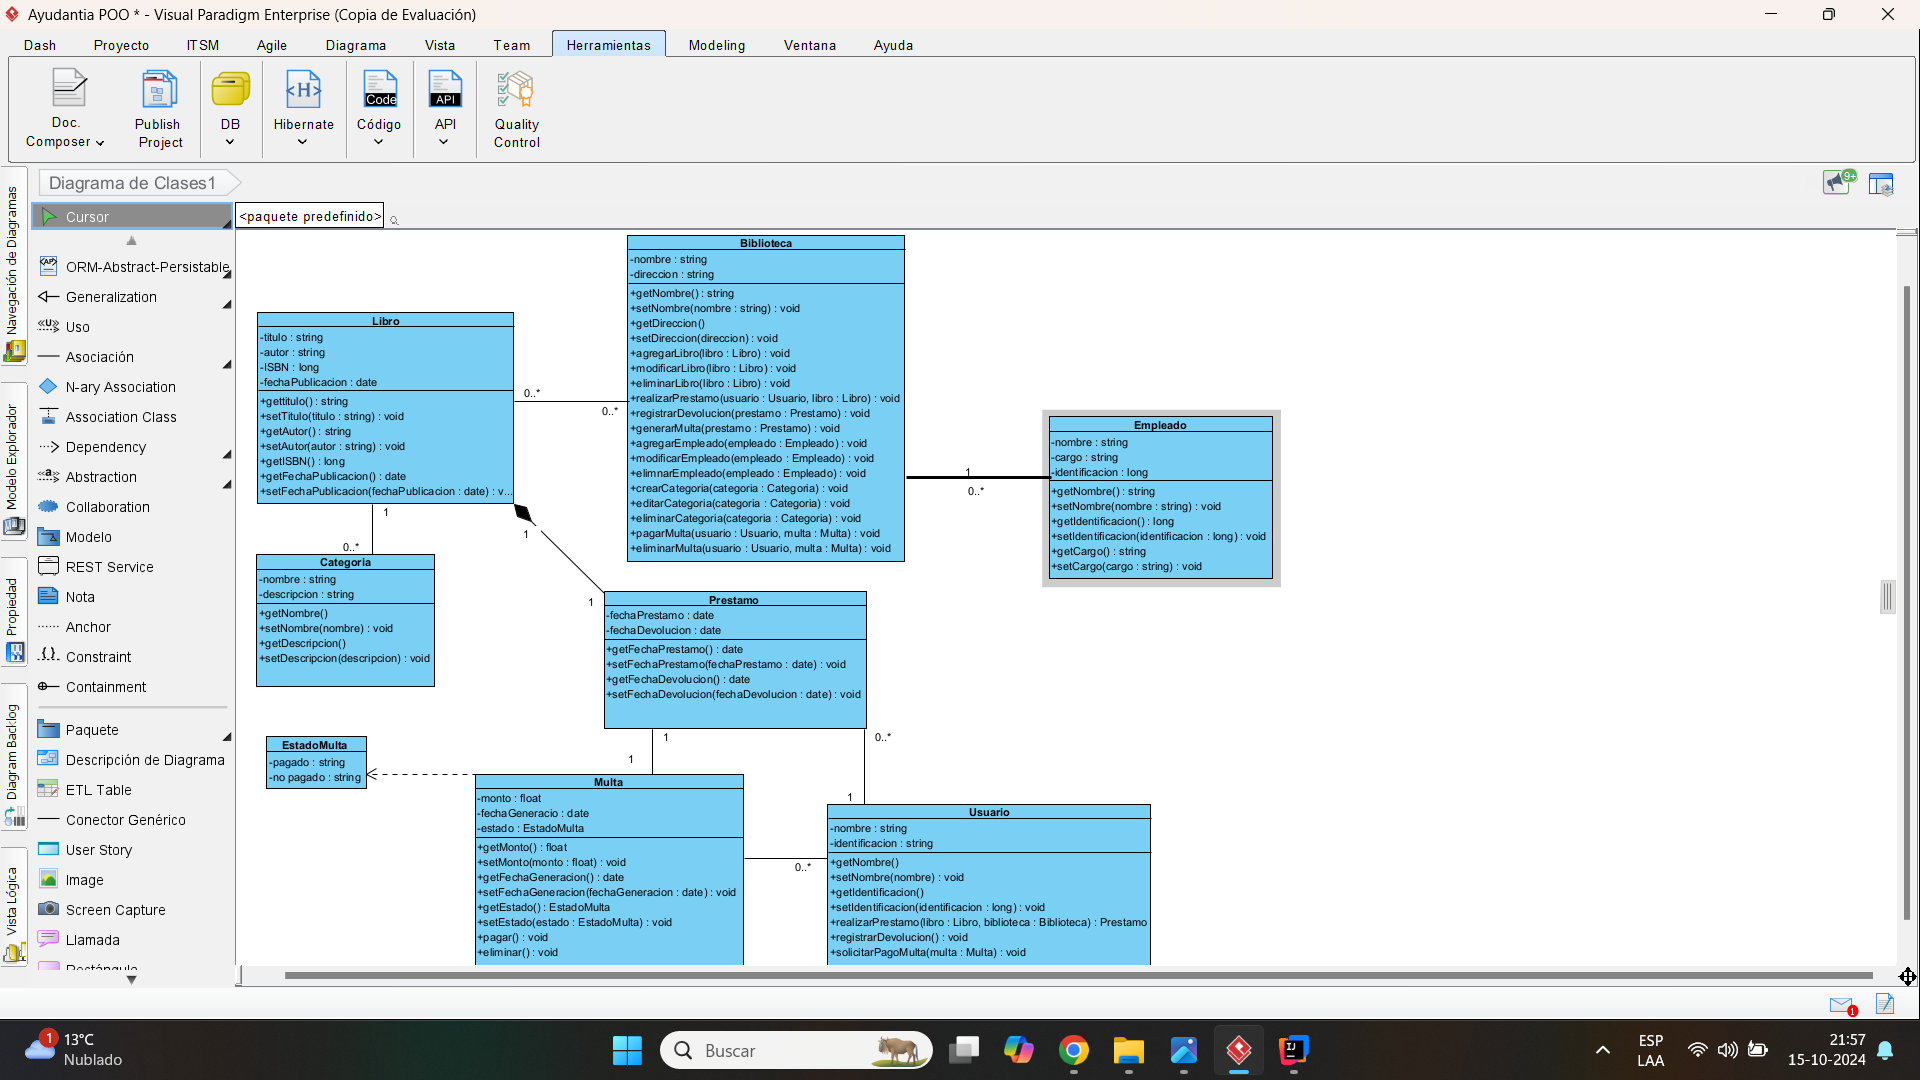 Ayudantia POO * - Visual Paradigm Enterprise (Copia de Evaluación)
Dash Proyecto ITSM Agile Diagrama Vista Team Herramientas Modeling Ventana Ayuda
Doc. Composer
Publish Project
DB
Hibernate
Código
API
Quality Control
Code
API
<H>
Diagrama de Clases1
9+
Navegación de Diagramas
Modelo Explorador
Propiedad
Diagram Backlog
Vista Lógica
Cursor
<paquete predefinido>
ORM-Abstract-Persistable
Generalization
Uso
Asociación
N-ary Association
Association Class
Dependency
Abstraction
Collaboration
Modelo
REST Service
Nota
Anchor
Constraint
Containment
Paquete
Descripción de Diagrama
ETL Table
Conector Genérico
User Story
Image
Screen Capture
Llamada
Rectángulo
Biblioteca
-nombre : string
-direccion : string
+getNombre() : string
+setNombre(nombre : string) : void
+getDireccion()
+setDireccion(direccion) : void
+agregarLibro(libro : Libro) : void
+modificarLibro(libro : Libro) : void
+eliminarLibro(libro : Libro) : void
+realizarPrestamo(usuario : Usuario, libro : Libro) : void
+registrarDevolucion(prestamo : Prestamo) : void
+generarMulta(prestamo : Prestamo) : void
+agregarEmpleado(empleado : Empleado) : void
+modificarEmpleado(empleado : Empleado) : void
+elimnarEmpleado(empleado : Empleado) : void
+crearCategoria(categoria : Categoria) : void
+editarCategoria(categoria : Categoria) : void
+eliminarCategoria(categoria : Categoria) : void
+pagarMulta(usuario : Usuario, multa : Multa) : void
+eliminarMulta(usuario : Usuario, multa : Multa) : void
Libro
-titulo : string
-autor : string
-ISBN : long
-fechaPublicacion : date
+gettitulo() : string
+setTitulo(titulo : string) : void
+getAutor() : string
+setAutor(autor : string) : void
+getISBN() : long
+getFechaPublicacion() : date
+setFechaPublicacion(fechaPublicacion : date) : v...
0..*
0..*
Empleado
-nombre : string
-cargo : string
-identificacion : long
+getNombre() : string
+setNombre(nombre : string) : void
+getIdentificacion() : long
+setIdentificacion(identificacion : long) : void
+getCargo() : string
+setCargo(cargo : string) : void
1
0..*
1
0..*
1
1
Categoria
-nombre : string
-descripcion : string
+getNombre()
+setNombre(nombre) : void
+getDescripcion()
+setDescripcion(descripcion) : void
Prestamo
-fechaPrestamo : date
-fechaDevolucion : date
+getFechaPrestamo() : date
+setFechaPrestamo(fechaPrestamo : date) : void
+getFechaDevolucion() : date
+setFechaDevolucion(fechaDevolucion : date) : void
1
1
0..*
1
EstadoMulta
-pagado : string
-no pagado : string
Multa
-monto : float
-fechaGeneracio : date
-estado : EstadoMulta
+getMonto() : float
+setMonto(monto : float) : void
+getFechaGeneracion() : date
+setFechaGeneracion(fechaGeneracion : date) : void
+getEstado() : EstadoMulta
+setEstado(estado : EstadoMulta) : void
+pagar() : void
+eliminar() : void
0..*
Usuario
-nombre : string
-identificacion : string
+getNombre()
+setNombre(nombre) : void
+getIdentificacion()
+setIdentificacion(identificacion : long) : void
+realizarPrestamo(libro : Libro, biblioteca : Biblioteca) : Prestamo
+registrarDevolucion() : void
+solicitarPagoMulta(multa : Multa) : void
1
1
13°C
Nublado
Buscar
IJ
ESP
LAA
21:57
15-10-2024